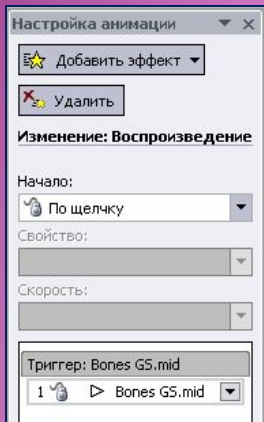 Настройка анимации
Добавить эффект
Удалить
Изменение: Воспроизведение
Начало:
По щелчку
Свойство:
Скорость:
Триггер: Bones GS.mid
1 Bones GS.mid